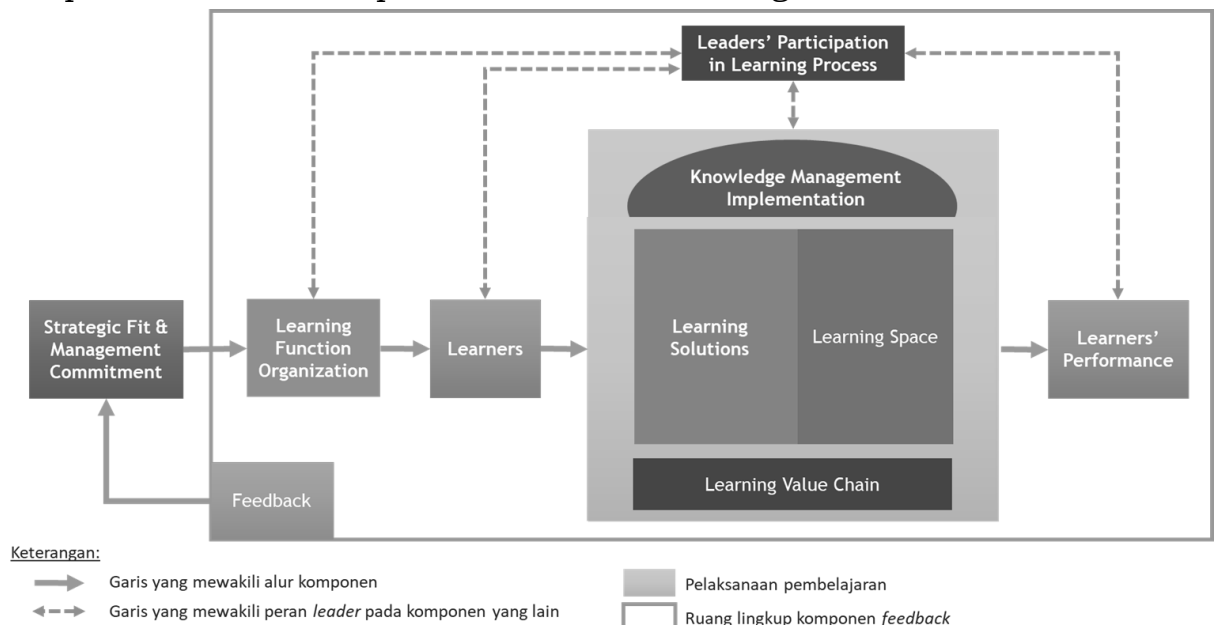 Leaders' Participation
in Learning Process
Knowledge Management
Implementation
Strategic Fit &
Management
Commitment
Learning
Function
Organization
Learners
Learning
Solutions
Learning Space
Learners'
Performance
Learning Value Chain
Feedback
Keterangan:
Garis yang mewakili alur komponen
Garis yang mewakili peran leader pada komponen yang lain
Pelaksanaan pembelajaran
Ruang lingkup komponen feedback